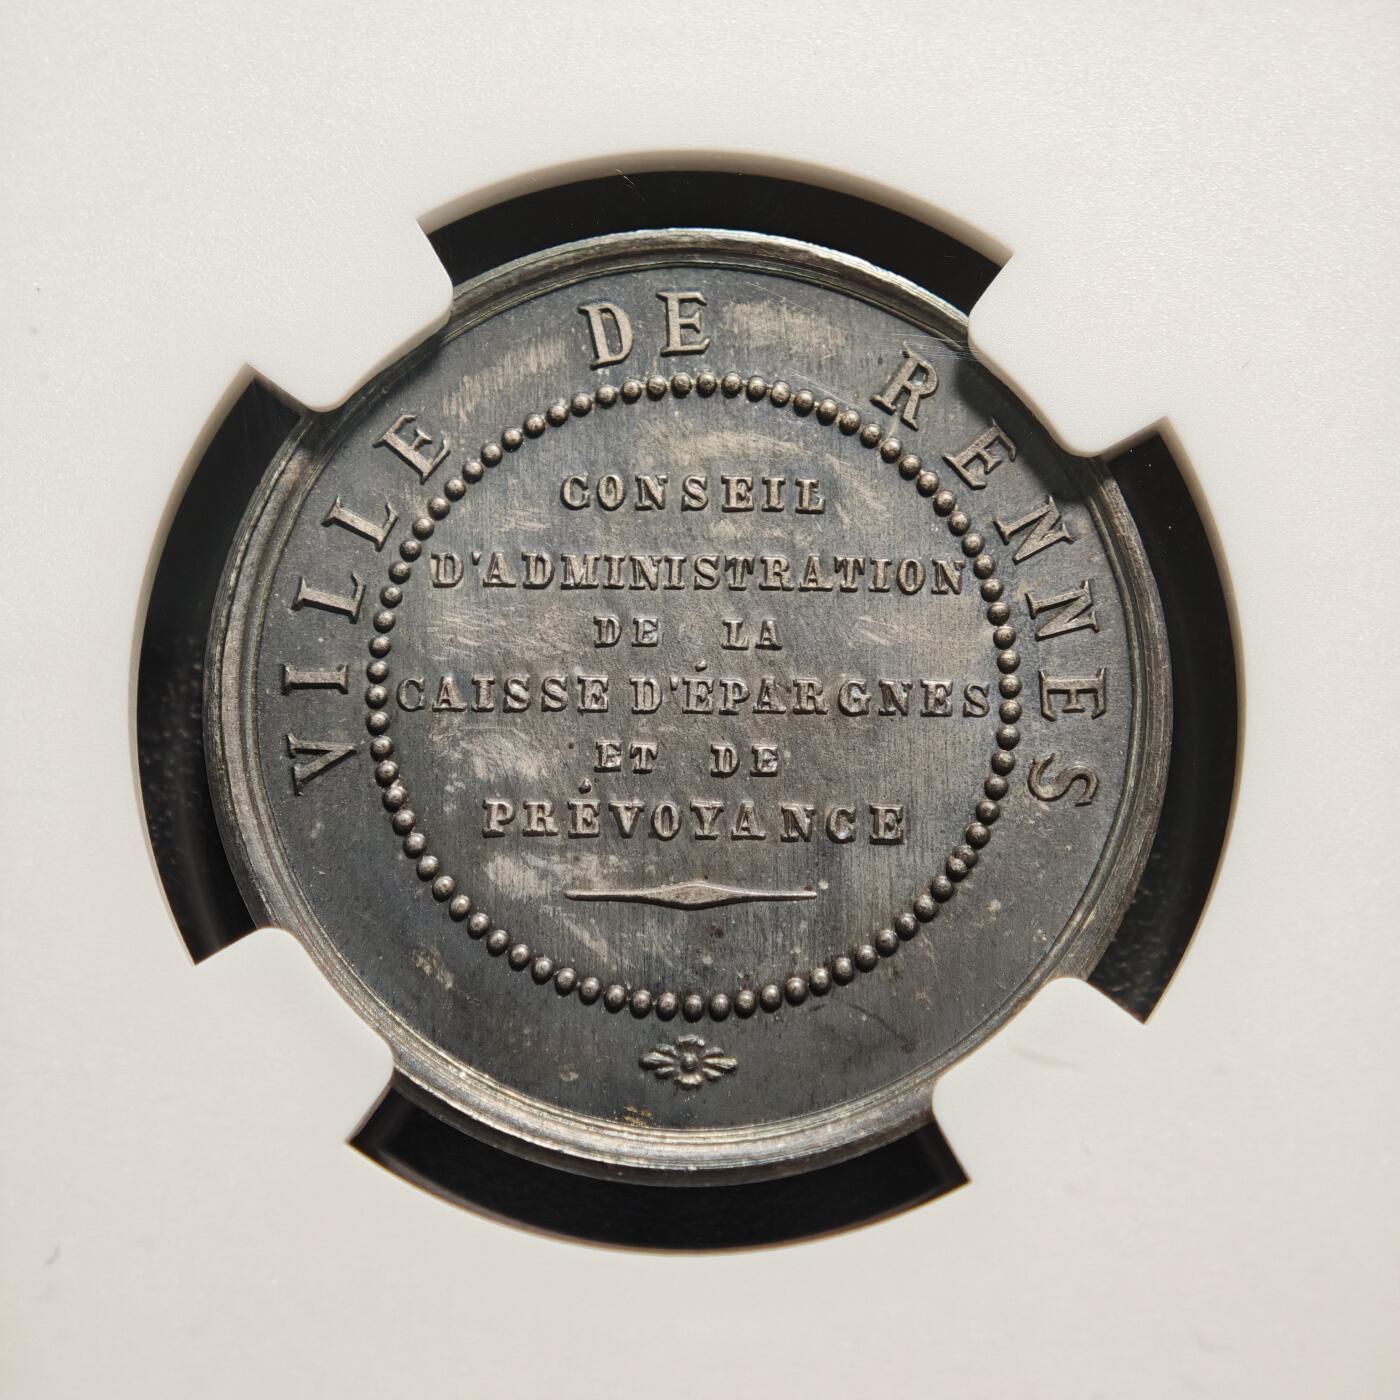 VILLE DE RENNES
CONSEIL
D'ADMINISTRATION
DE LA
CAISSE D'ÉPARGNES
ET DE
PRÉVOYANCE